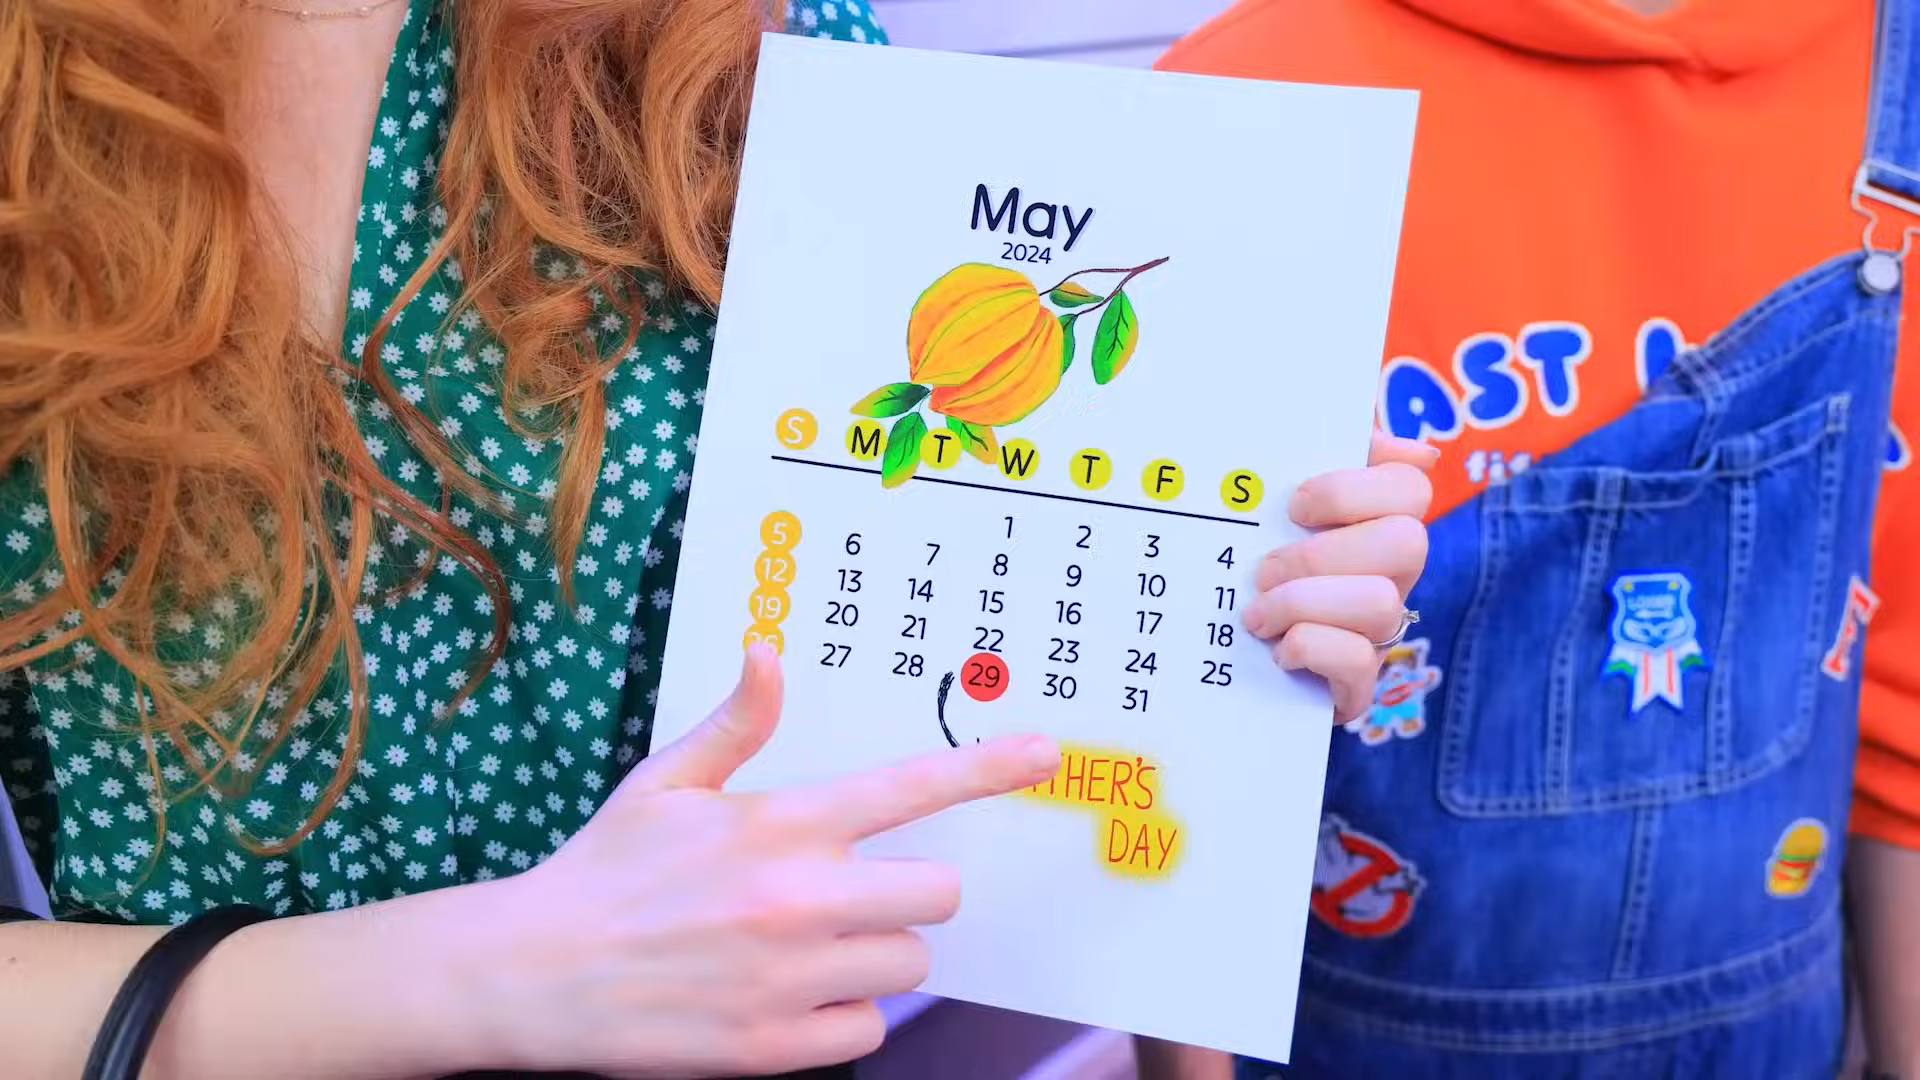 May
2024
S M T W T F S
1 2 3 4
5 6 7 8 9 10 11
12 13 14 15 16 17 18
19 20 21 22 23 24 25
27 28 29 30 31
THER'S
DAY
AST